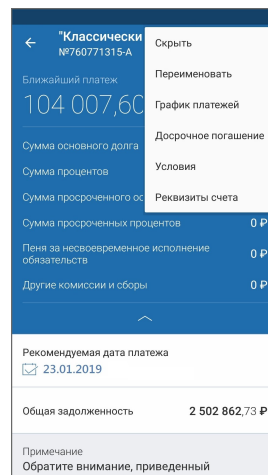 "Классически
№760771315-А
Скрыть
Переименовать
График платежей
Досрочное погашение
Условия
Реквизиты счета
Ближайший платеж
104 007,60
Сумма основного долга
Сумма процентов
Сумма просроченного ос
Сумма просроченных процентов 0 ₽
Пеня за несвоевременное исполнение
обязательств 0 ₽
Другие комиссии и сборы 0 ₽
Рекомендуемая дата платежа
23.01.2019
Общая задолженность 2 502 862,73 ₽
Примечание
Обратите внимание, приведенный